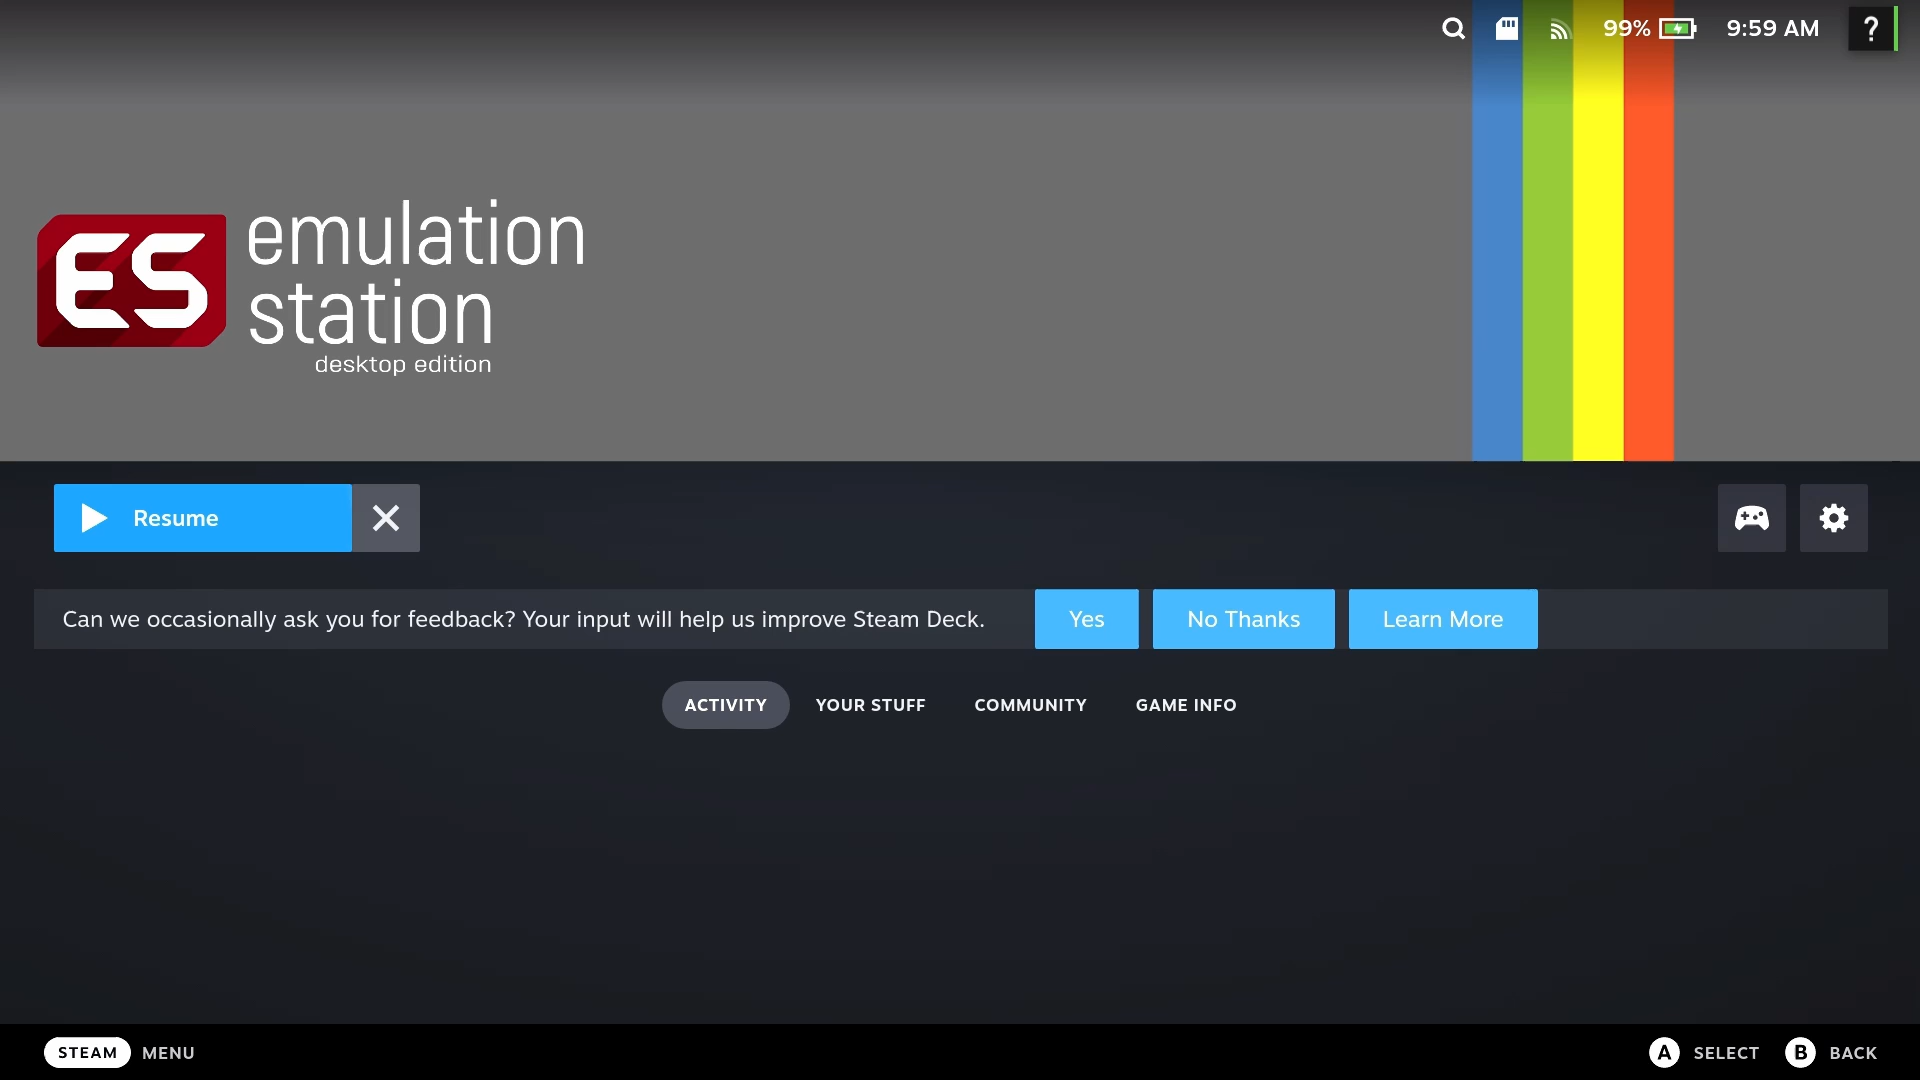 99%
9:59 AM
?
ES
emulation
station
desktop edition
Resume
Can we occasionally ask you for feedback? Your input will help us improve Steam Deck.
Yes
No Thanks
Learn More
ACTIVITY
YOUR STUFF
COMMUNITY
GAME INFO
STEAM MENU
A SELECT
B BACK